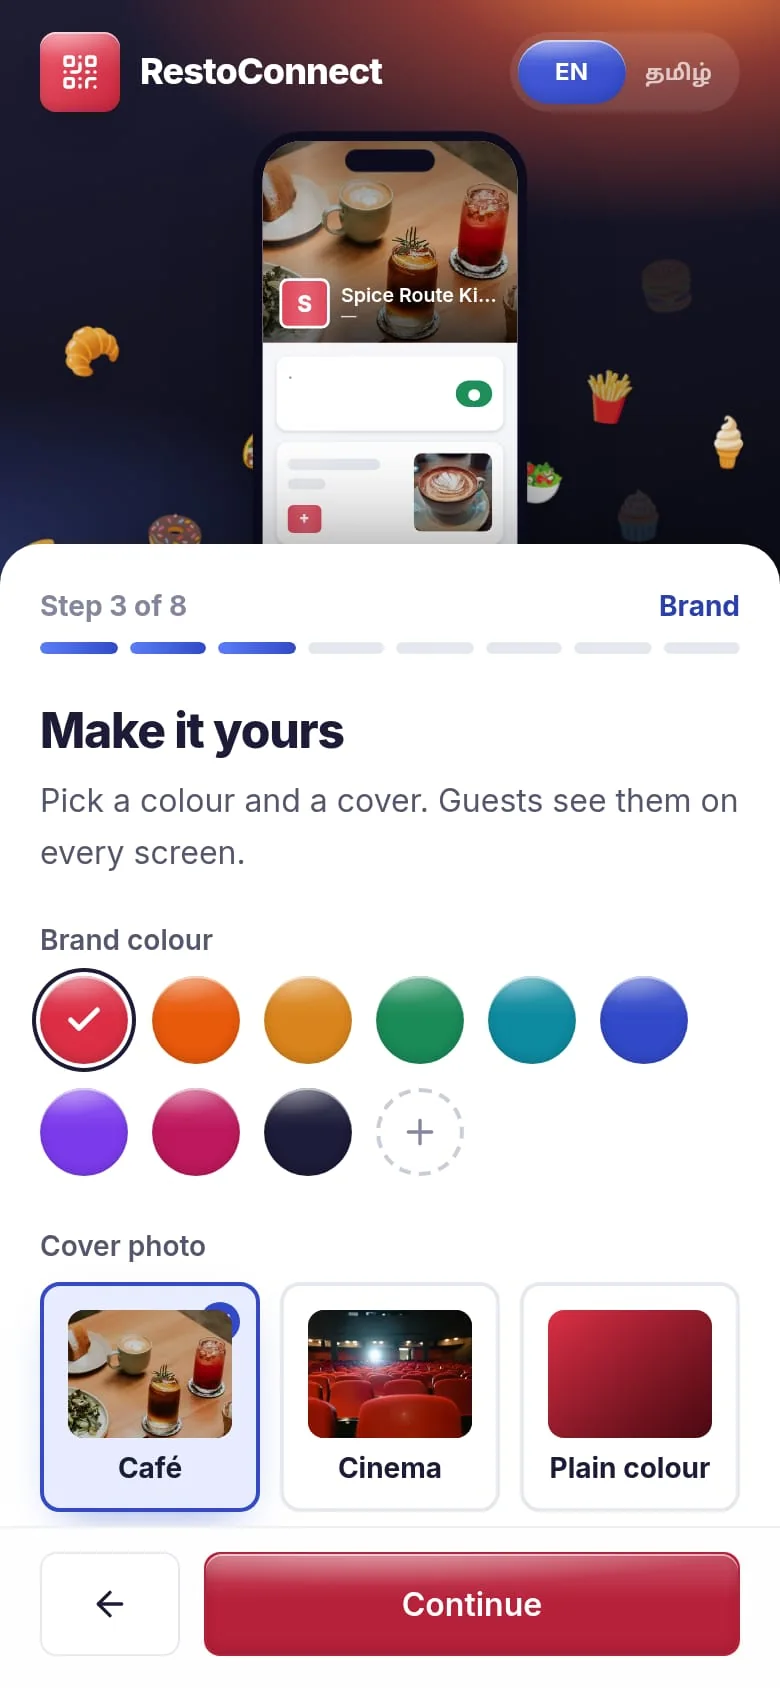 RestoConnect
EN
தமிழ்
S
Spice Route Ki...
—
+
Step 3 of 8
Brand
Make it yours
Pick a colour and a cover. Guests see them on
every screen.
Brand colour
Cover photo
Café
Cinema
Plain colour
Continue